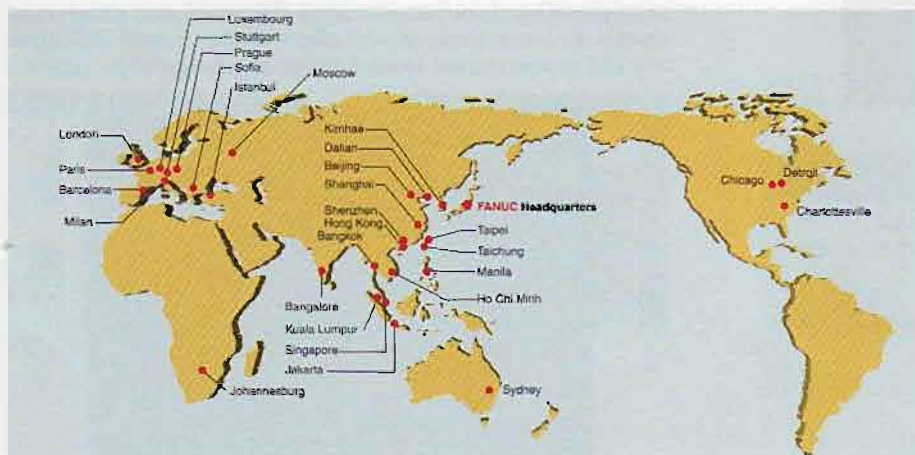 Luxembourg
Stuttgart
Prague
Sofia
Istanbul
Moscow
London
Paris
Barcelona
Milan
Kimhae
Dalian
Beijing
Shanghai
Shenzhen
Hong Kong
Bangkok
FANUC Headquarters
Taipei
Taichung
Manila
Ho Chi Minh
Bangalore
Kuala Lumpur
Singapore
Jakarta
Johannesburg
Sydney
Chicago
Detroit
Charlottesville